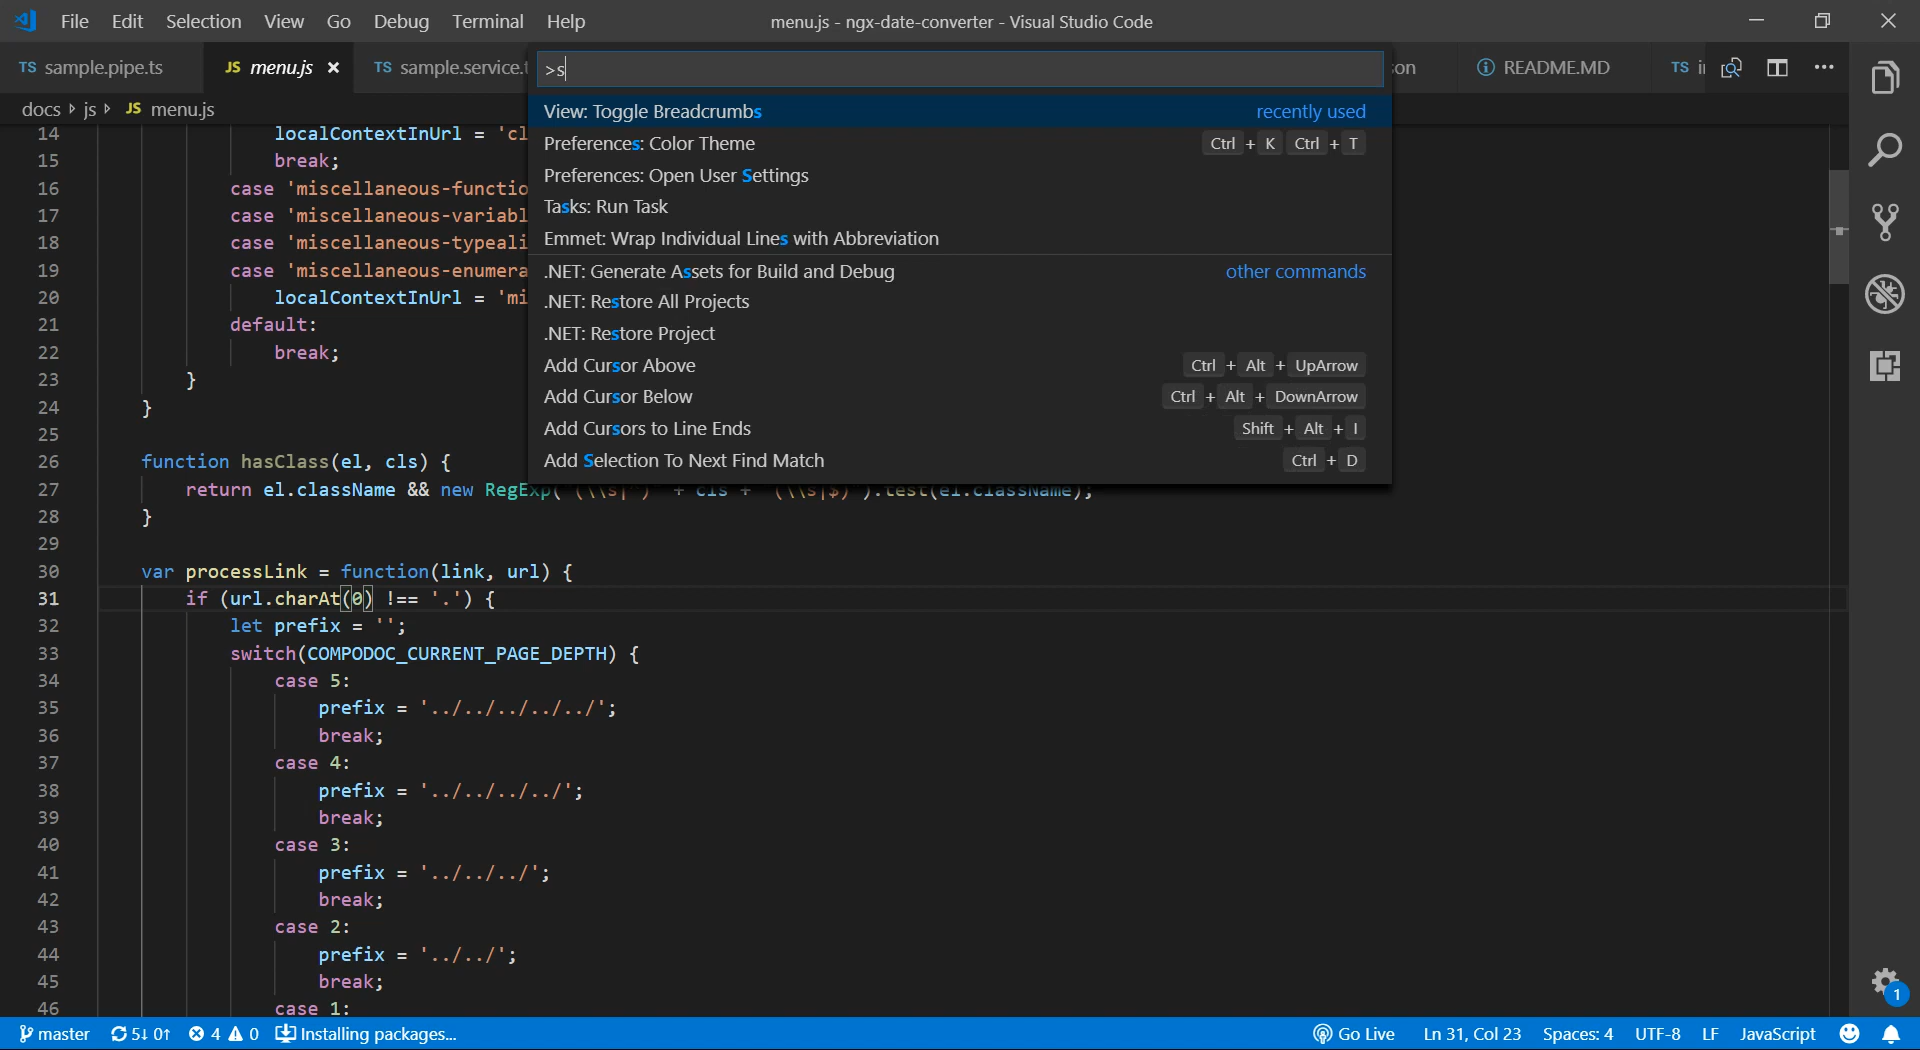 File Edit Selection View Go Debug Terminal Help
menu.js - ngx-date-converter - Visual Studio Code
TS sample.pipe.ts
JS menu.js
TS sample.service.t
>s
on
README.MD
TS
docs js JS menu.js
View: Toggle Breadcrumbs recently used
Preferences: Color Theme Ctrl + K Ctrl + T
Preferences: Open User Settings
Tasks: Run Task
Emmet: Wrap Individual Lines with Abbreviation
.NET: Generate Assets for Build and Debug other commands
.NET: Restore All Projects
.NET: Restore Project
Add Cursor Above Ctrl + Alt + UpArrow
Add Cursor Below Ctrl + Alt + DownArrow
Add Cursors to Line Ends Shift + Alt + I
Add Selection To Next Find Match Ctrl + D
14 localContextInUrl = 'cl
15 break;
16 case 'miscellaneous-functio
17 case 'miscellaneous-variabl
18 case 'miscellaneous-typeali
19 case 'miscellaneous-enumera
20 localContextInUrl = 'mi
21 default:
22 break;
23 }
24 }
25
26 function hasClass(el, cls) {
27 return el.className && new RegExp( + cls + ).test(el.className);
28 }
29
30 var processLink = function(link, url) {
31 if (url.charAt(0) !== '.') {
32 let prefix = '';
33 switch(COMPODOC_CURRENT_PAGE_DEPTH) {
34 case 5:
35 prefix = '../../../../../';
36 break;
37 case 4:
38 prefix = '../../../../';
39 break;
40 case 3:
41 prefix = '../../../';
42 break;
43 case 2:
44 prefix = '../../';
45 break;
46 case 1:
1
master 5↓ 0↑ 4 0 Installing packages...
Go Live Ln 31, Col 23 Spaces: 4 UTF-8 LF JavaScript